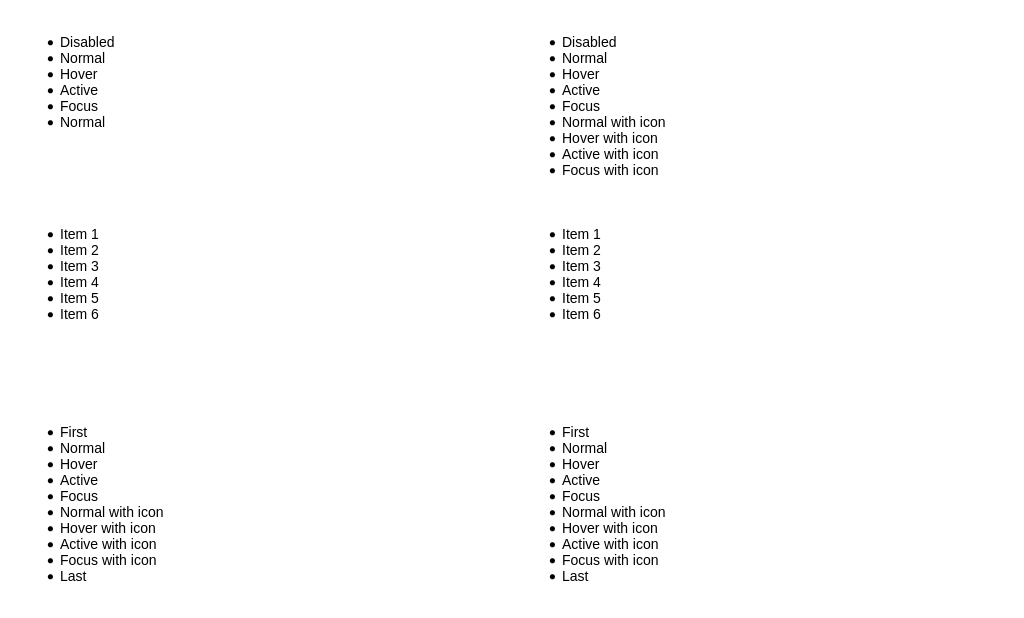 Disabled
Normal
Hover
Active
Focus
Normal
Disabled
Normal
Hover
Active
Focus
Normal with icon
Hover with icon
Active with icon
Focus with icon
Item 1
Item 2
Item 3
Item 4
Item 5
Item 6
Item 1
Item 2
Item 3
Item 4
Item 5
Item 6
First
Normal
Hover
Active
Focus
Normal with icon
Hover with icon
Active with icon
Focus with icon
Last
First
Normal
Hover
Active
Focus
Normal with icon
Hover with icon
Active with icon
Focus with icon
Last